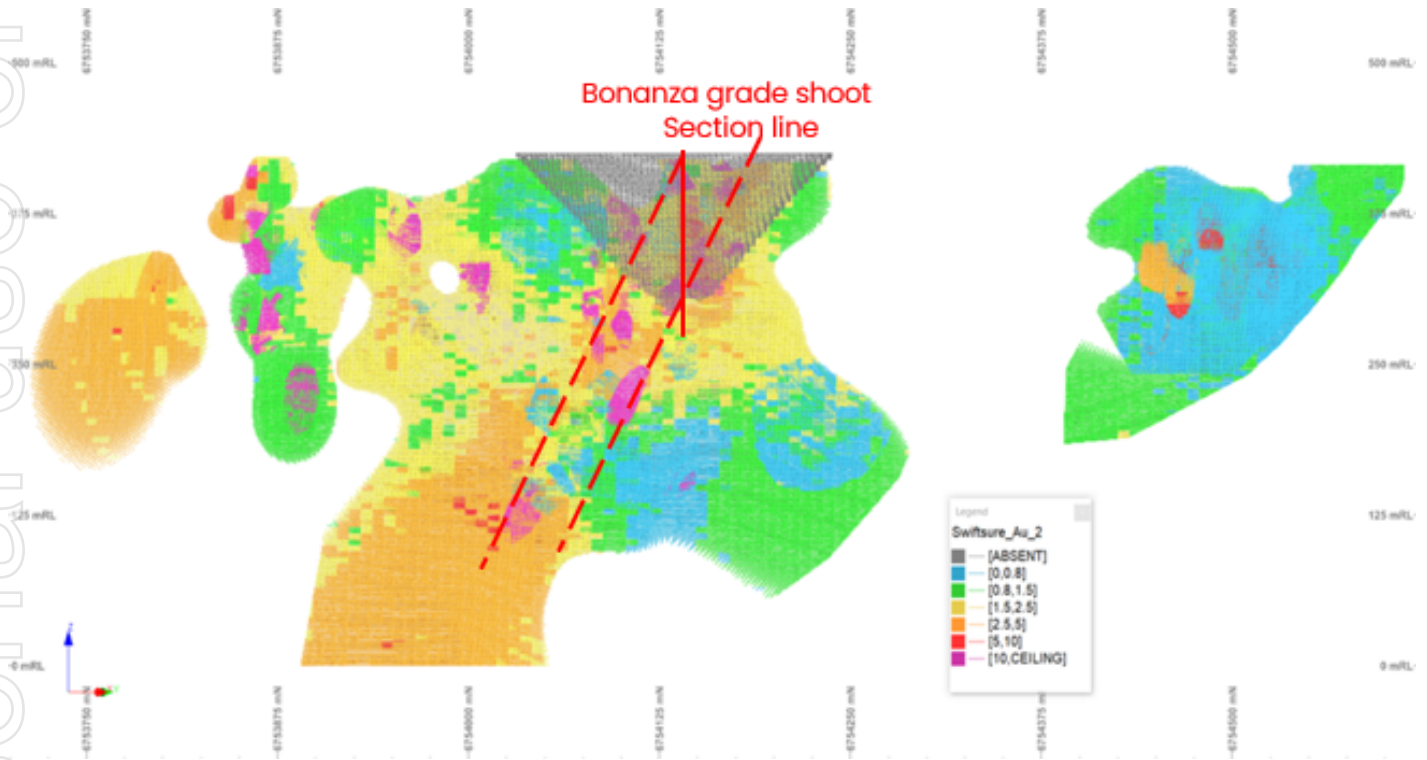 6753750 mN
6753875 mN
6754000 mN
6754125 mN
6754250 mN
6754375 mN
6754500 mN
500 mRL
500 mRL
Bonanza grade shoot
Section line
375 mRL
250 mRL
250 mRL
125 mRL
125 mRL
0 mRL
0 mRL
Legend
Swiftsure_Au_2
[ABSENT]
[0,0.8]
[0.8,1.5]
[1.5,2.5]
[2.5,5]
[5,10]
[10,CEILING]
Z
Y
6753750 mN
6753875 mN
6754000 mN
6754125 mN
6754250 mN
6754375 mN
6754500 mN